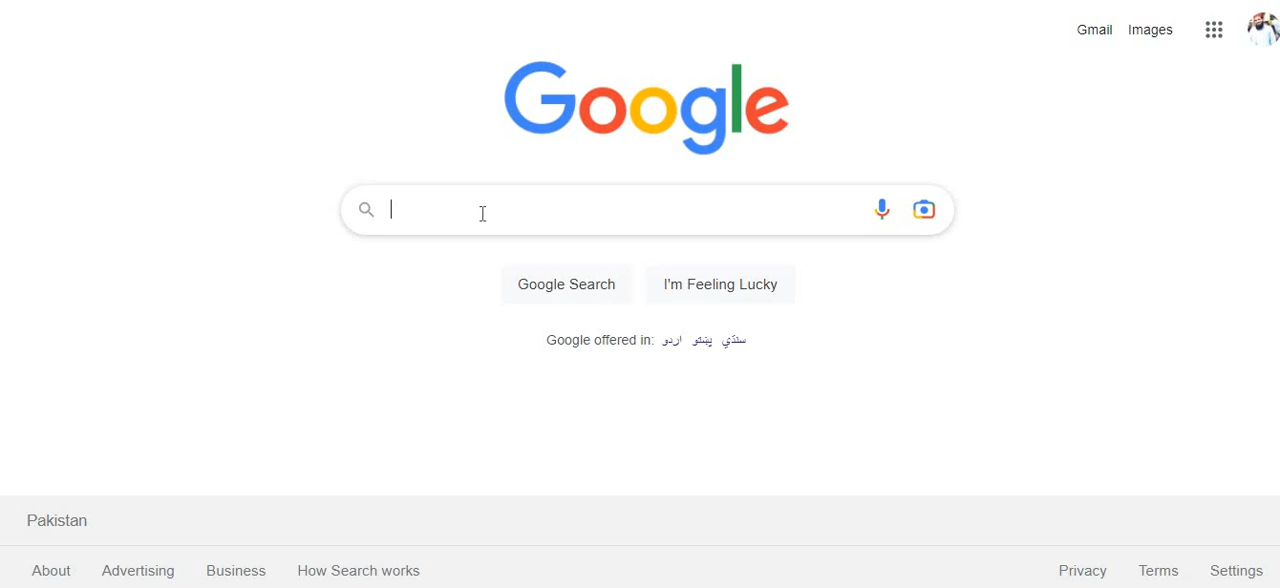 Gmail Images
Google
Google Search I'm Feeling Lucky
Google offered in: اردو پښتو سنڌي
Pakistan
About Advertising Business How Search works Privacy Terms Settings